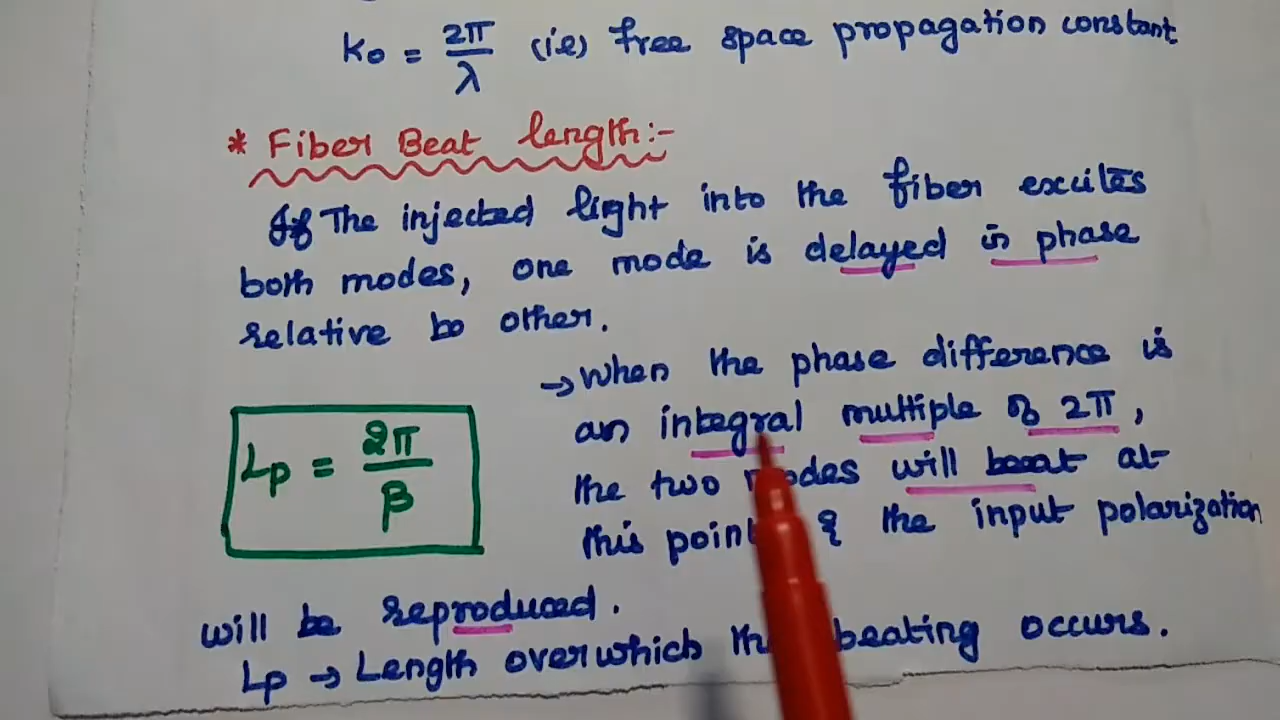 K₀ = 2π/λ (ie) free space propagation constant
* Fiber Beat length:-
If The injected light into the fiber excites
both modes, one mode is delayed in phase
relative to other.
→ When the phase difference is
an integral multiple of 2π,
the two modes will beat at
this point & the input polarization
Lp = 2π/β
will be reproduced.
Lp → Length over which the beating occurs.